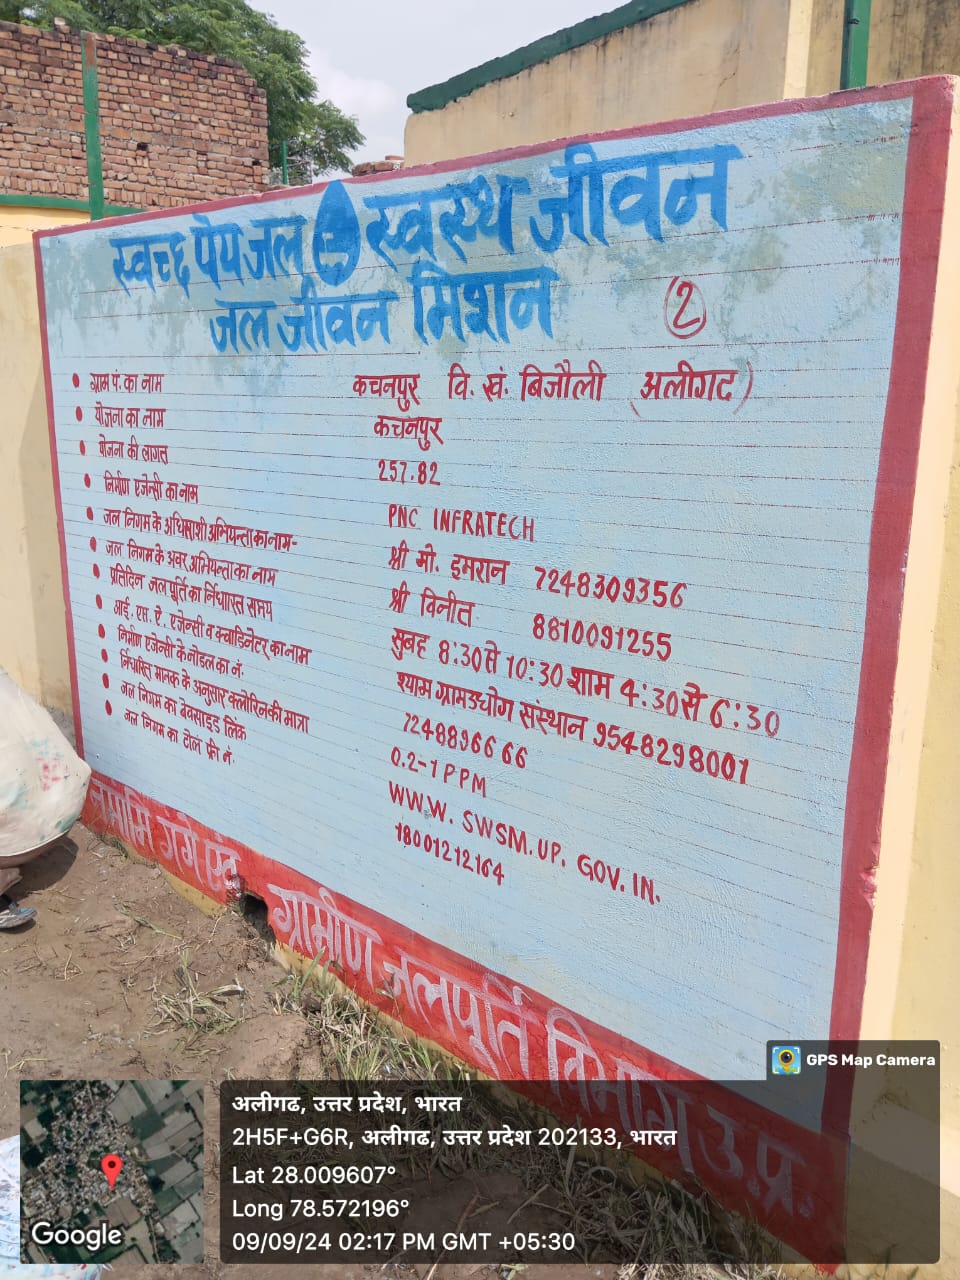 स्वच्छ पेय जल स्वस्थ जीवन
जल जीवन मिशन
2
ग्राम पं. का नाम कचनपुर वि. खं. बिजौली (अलीगढ)
योजना का नाम कचनपुर
योजना की लागत 257.82
निर्माण एजेन्सी का नाम PNC INFRATECH
जल निगम के अधिशासी अभियन्ता का नाम- श्री मो. इमरान 7248309356
जल निगम के अवर अभियन्ता का नाम श्री विनीत 8810091255
प्रतिदिन जल पूर्ति का निर्धारित समय सुबह 8:30 से 10:30 शाम 4:30 से 6:30
आई. एस. ऐ. एजेन्सी व क्वाडिनेटर का नाम श्याम ग्रामउद्योग संस्थान 9548298001
निर्माण एजेन्सी के नोडल का नं. 7248896666
निर्धारित मानक के अनुसार क्लोरिन की मात्रा 0.2-1 PPM
जल निगम का बेवसाइड लिंक WWW. SWSM. UP. GOV. IN.
जल निगम का टोल फ्री नं. 18001212164
नमामि गंगे एवं ग्रामीण जलपूर्ति विभाग उ.प्र.
GPS Map Camera
अलीगढ, उत्तर प्रदेश, भारत
2H5F+G6R, अलीगढ, उत्तर प्रदेश 202133, भारत
Lat 28.009607°
Long 78.572196°
09/09/24 02:17 PM GMT +05:30
Google